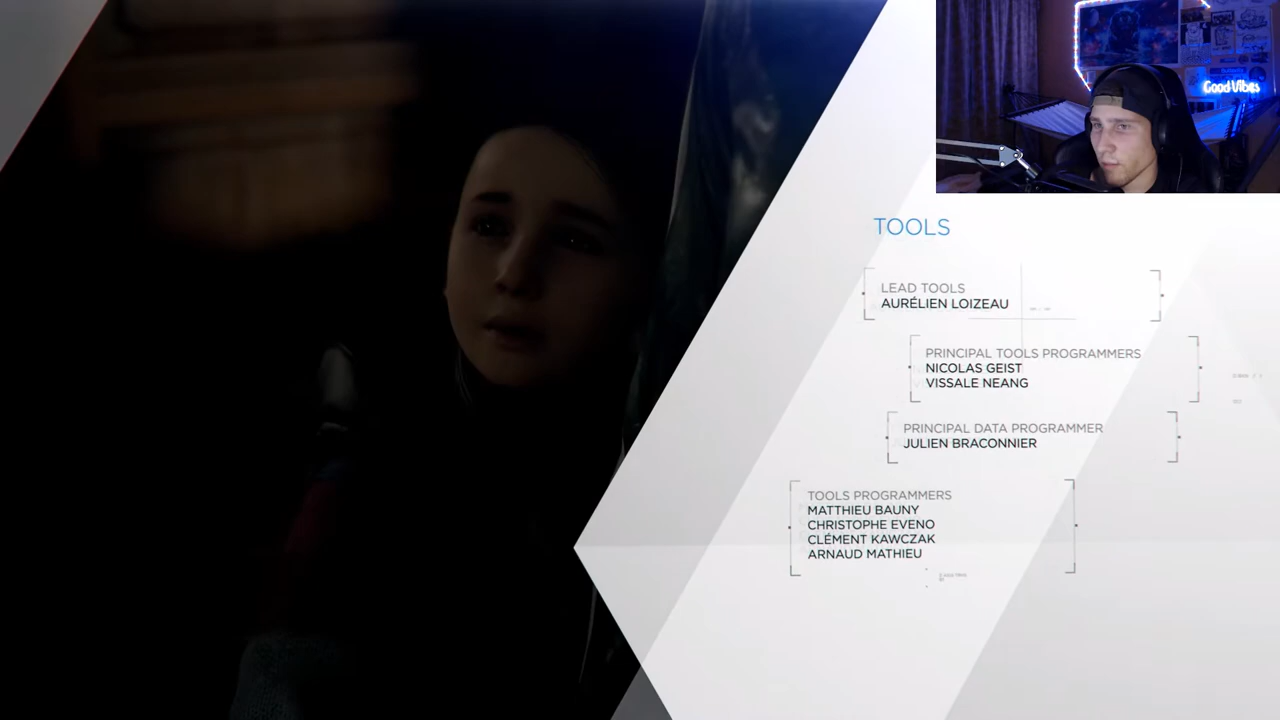 Good Vibes
TOOLS
LEAD TOOLS
AURÉLIEN LOIZEAU
PRINCIPAL TOOLS PROGRAMMERS
NICOLAS GEIST
VISSALE NEANG
PRINCIPAL DATA PROGRAMMER
JULIEN BRACONNIER
TOOLS PROGRAMMERS
MATTHIEU BAUNY
CHRISTOPHE EVENO
CLÉMENT KAWCZAK
ARNAUD MATHIEU